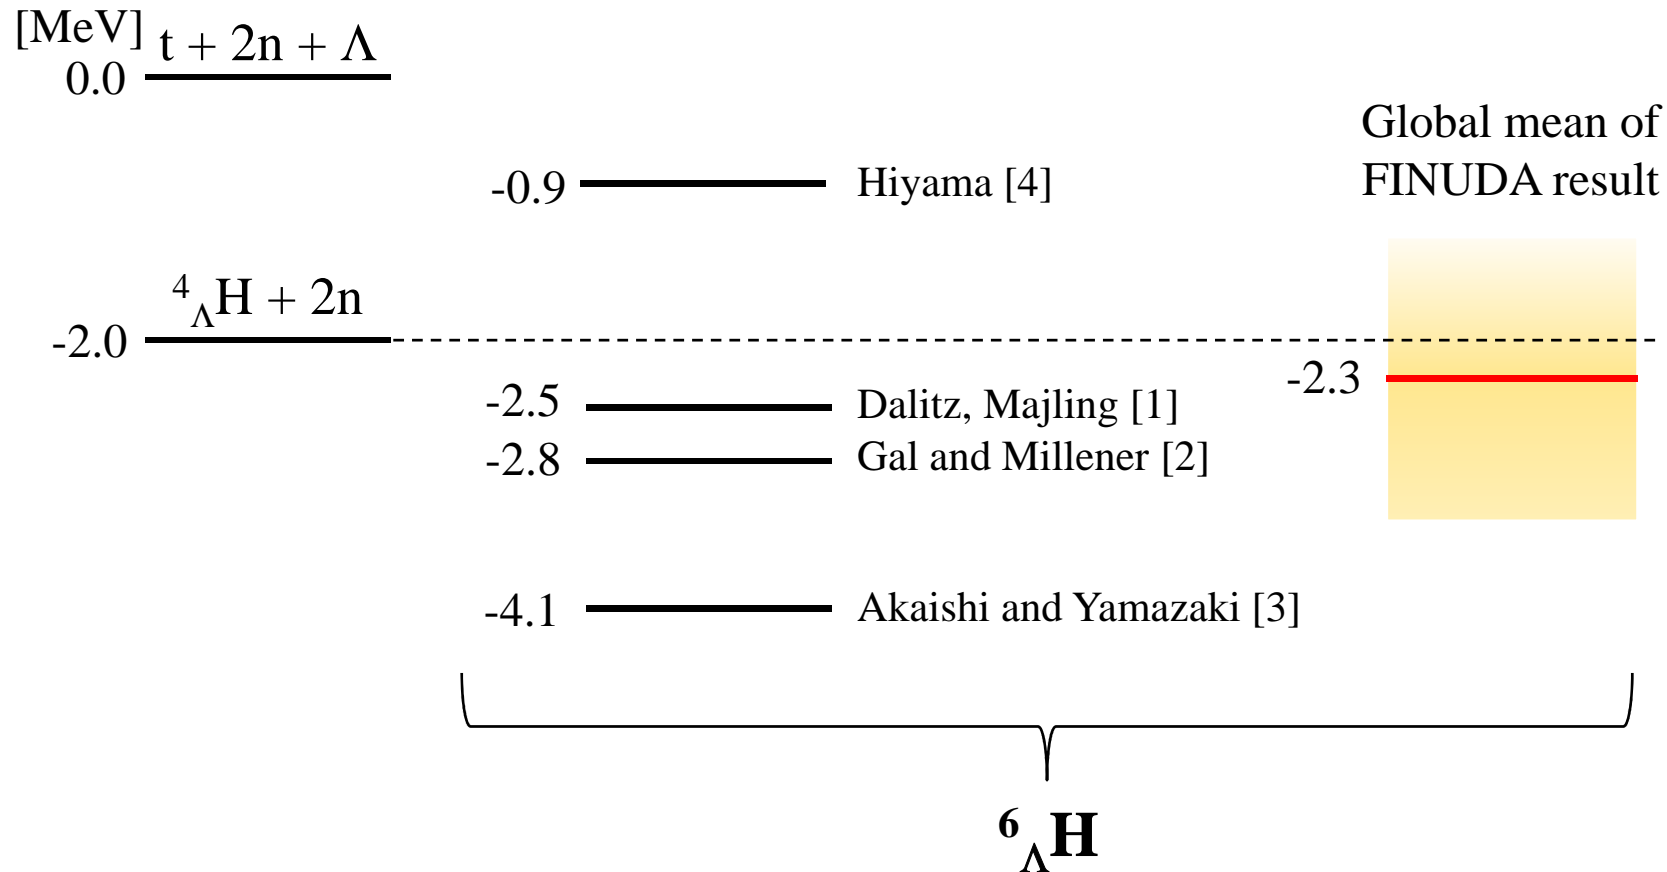 [MeV]
t + 2n + Λ
0.0
Global mean of
FINUDA result
-0.9
Hiyama [4]
⁴ΛH + 2n
-2.0
-2.3
-2.5
Dalitz, Majling [1]
-2.8
Gal and Millener [2]
-4.1
Akaishi and Yamazaki [3]
⁶ΛH